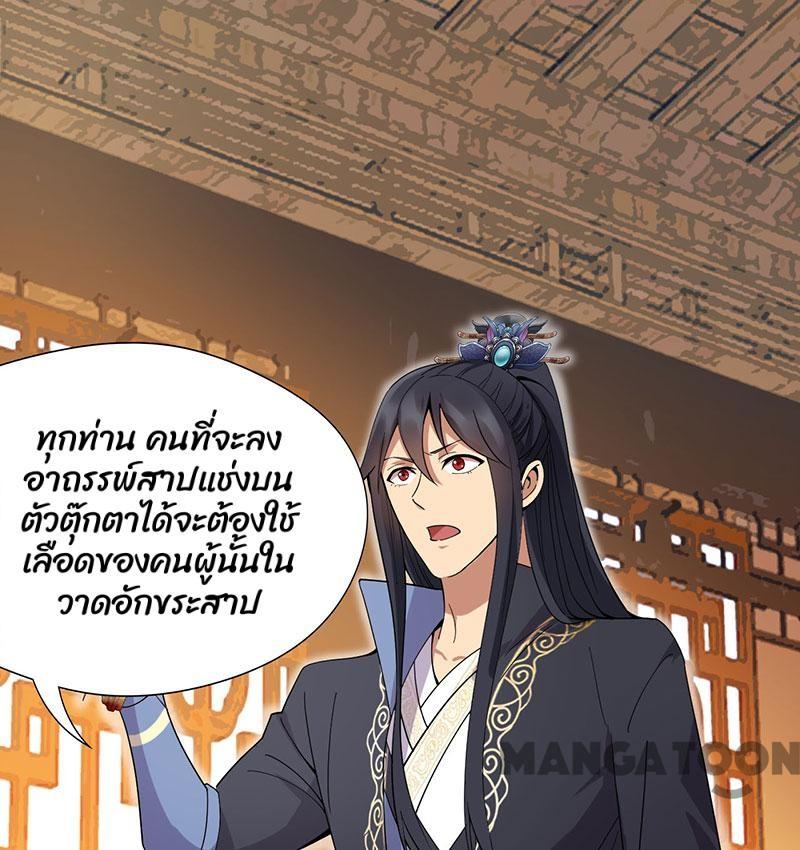 ทุกท่าน คนที่จะลง
อาถรรพ์สาปแช่งบน
ตัวตุ๊กตาได้จะต้องใช้
เลือดของคนผู้นั้นใน
วาดอักขระสาป
MANGATOON